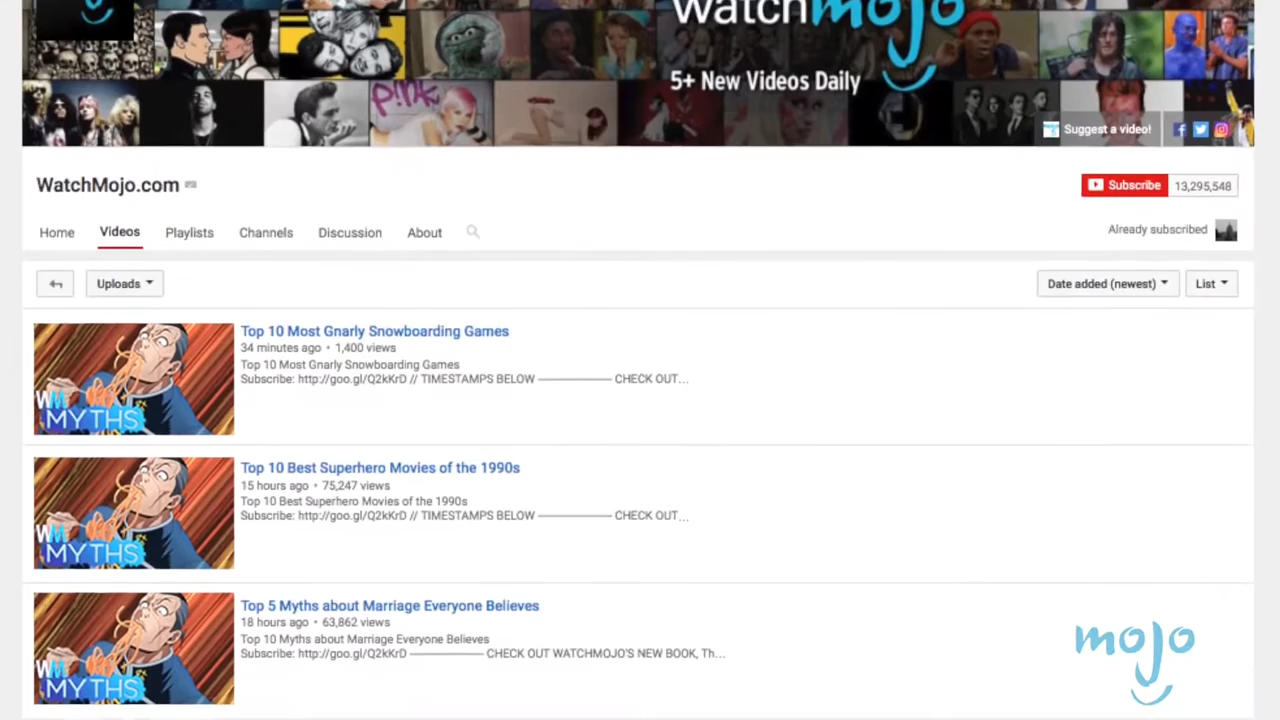 watchmojo
5+ New Videos Daily
P!nk
Suggest a video!
WatchMojo.com
Subscribe 13,295,548
Home Videos Playlists Channels Discussion About
Already subscribed
Uploads
Date added (newest) List
WM
MYTHS
Top 10 Most Gnarly Snowboarding Games
34 minutes ago • 1,400 views
Top 10 Most Gnarly Snowboarding Games
Subscribe: http://goo.gl/Q2kKrD // TIMESTAMPS BELOW —————— CHECK OUT...
WM
MYTHS
Top 10 Best Superhero Movies of the 1990s
15 hours ago • 75,247 views
Top 10 Best Superhero Movies of the 1990s
Subscribe: http://goo.gl/Q2kKrD // TIMESTAMPS BELOW —————— CHECK OUT...
WM
MYTHS
Top 5 Myths about Marriage Everyone Believes
18 hours ago • 63,862 views
Top 10 Myths about Marriage Everyone Believes
Subscribe: http://goo.gl/Q2kKrD —————— CHECK OUT WATCHMOJO'S NEW BOOK, Th...
mojo